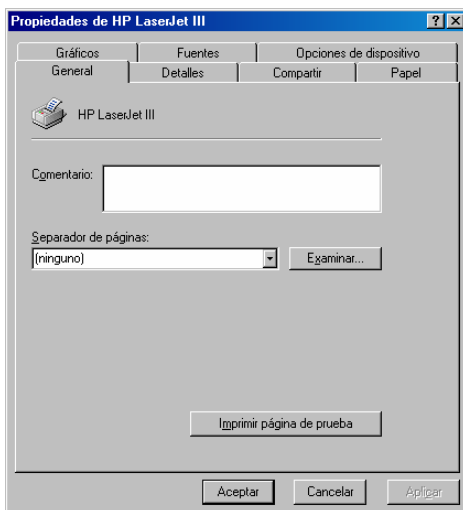 Propiedades de HP LaserJet III
Gráficos Fuentes Opciones de dispositivo
General Detalles Compartir Papel
HP LaserJet III
Comentario:
Separador de páginas:
(ninguno) Examinar...
Imprimir página de prueba
Aceptar Cancelar Aplicar